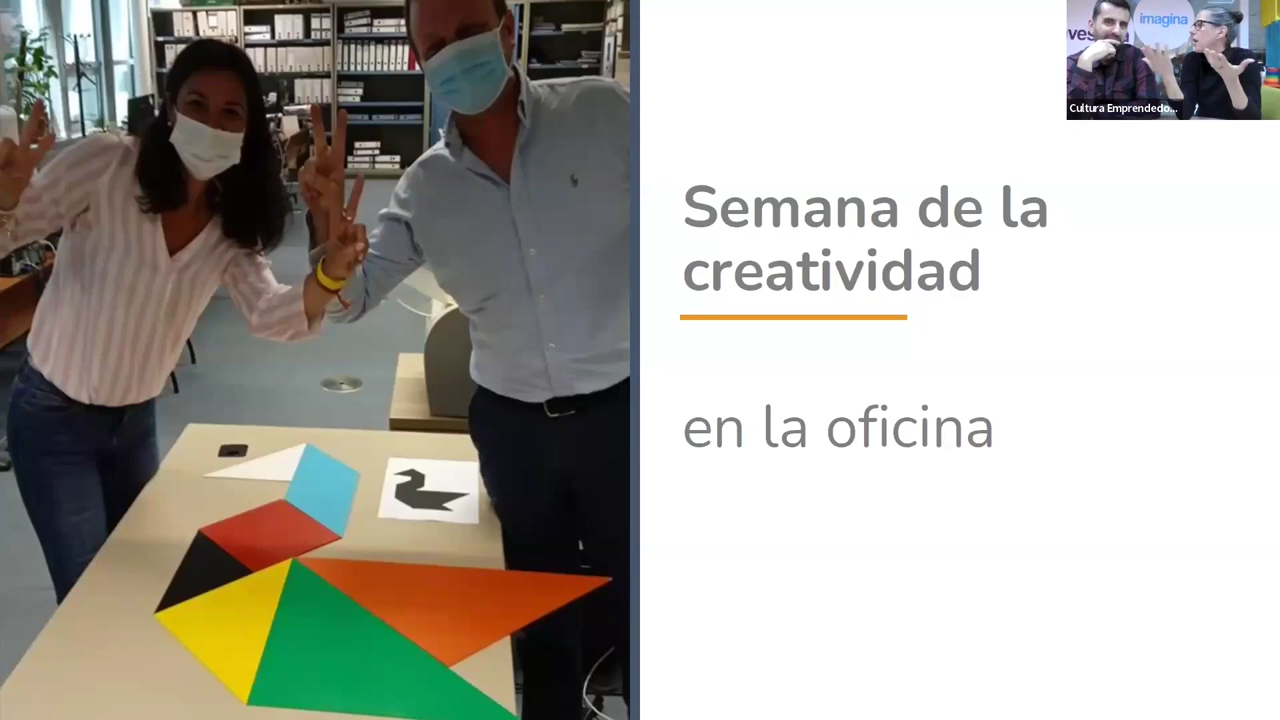 imagina
Cultura Emprendedo...
Semana de la
creatividad
en la oficina